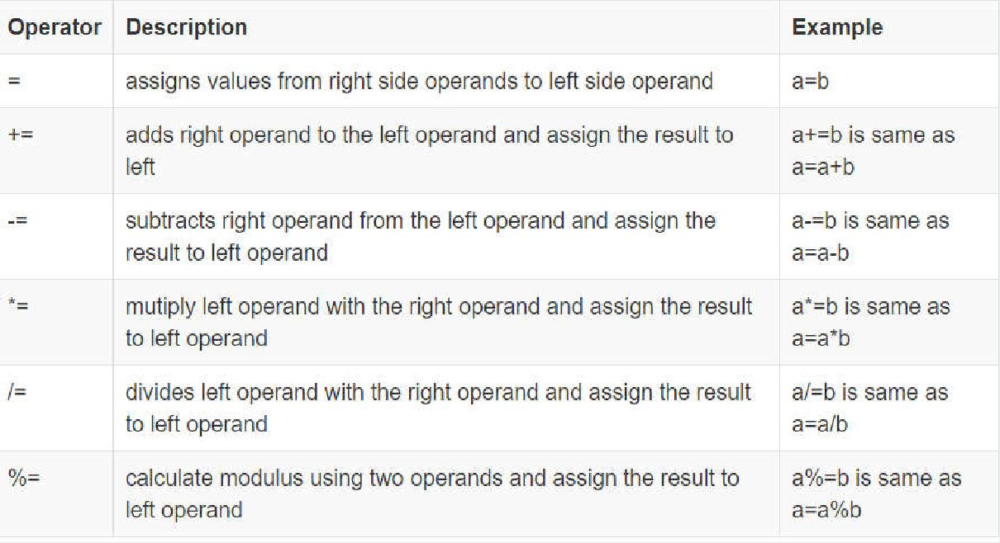 Operator Description Example
= assigns values from right side operands to left side operand a=b
+= adds right operand to the left operand and assign the result to a+=b is same as
left a=a+b
-= subtracts right operand from the left operand and assign the a-=b is same as
result to left operand a=a-b
*= mutiply left operand with the right operand and assign the result a*=b is same as
to left operand a=a*b
/= divides left operand with the right operand and assign the result a/=b is same as
to left operand a=a/b
%= calculate modulus using two operands and assign the result to a%=b is same as
left operand a=a%b